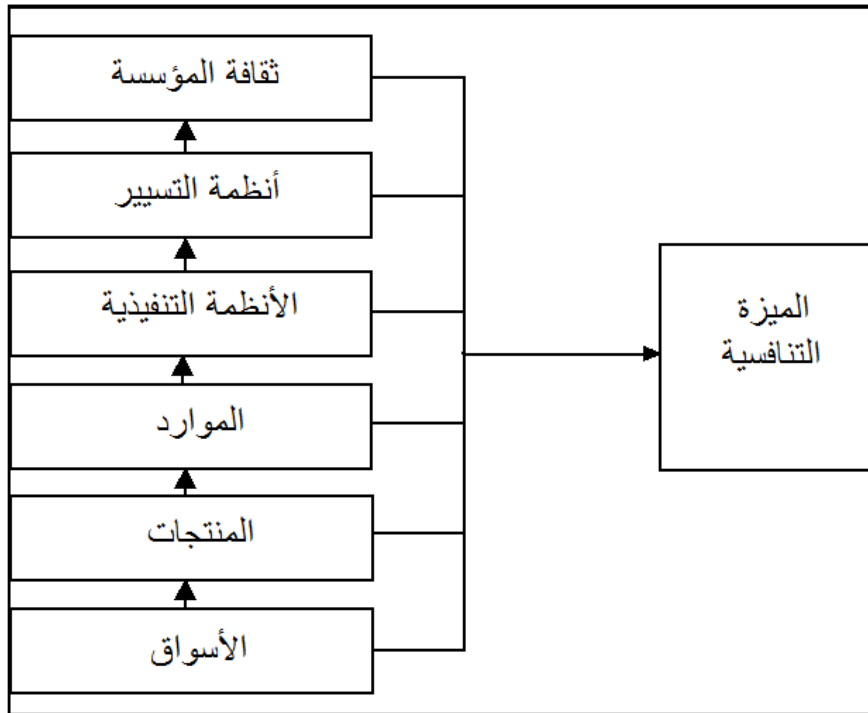 ثقافة المؤسسة
أنظمة التسيير
الأنظمة التنفيذية
الموارد
المنتجات
الأسواق
الميزة
التنافسية